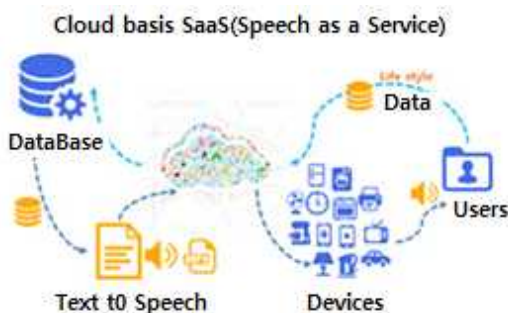 Cloud basis SaaS(Speech as a Service)
Life style
Data
DataBase
Users
Text t0 Speech
Devices